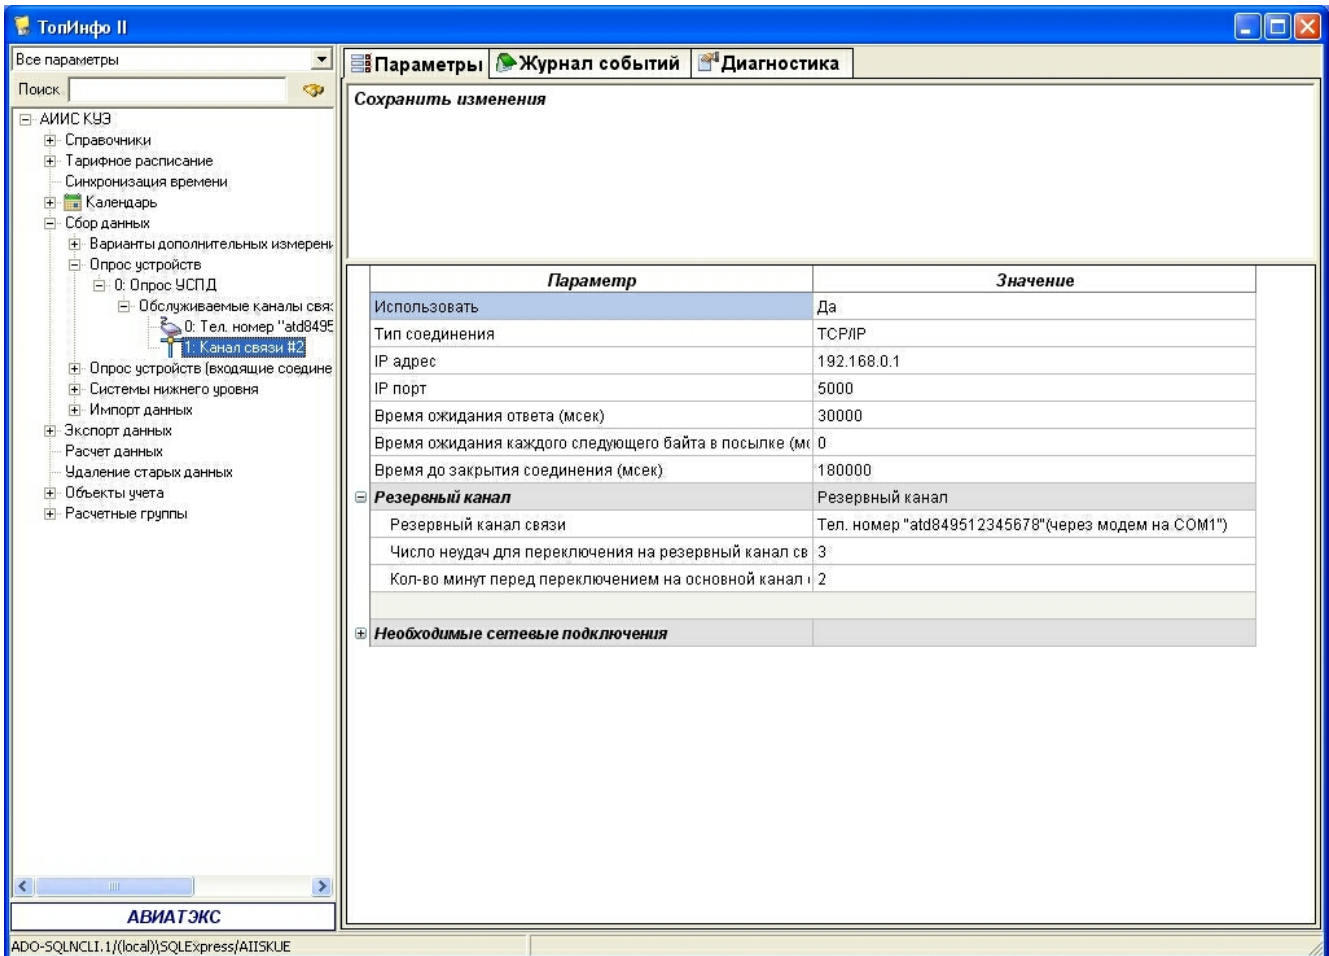 ТопИнфо II
Все параметры
Поиск
АИИС КУЭ
Справочники
Тарифное расписание
Синхронизация времени
Календарь
Сбор данных
Варианты дополнительных измерени
Опрос устройств
0: Опрос УСПД
Обслуживаемые каналы свя
0: Тел. номер "atd8495
1: Канал связи #2
Опрос устройств (входящие соедине
Системы нижнего уровня
Импорт данных
Экспорт данных
Расчет данных
Удаление старых данных
Объекты учета
Расчетные группы
АВИАТЭКС
Параметры Журнал событий Диагностика
Сохранить изменения
Параметр Значение
Использовать Да
Тип соединения TCP/IP
IP адрес 192.168.0.1
IP порт 5000
Время ожидания ответа (мсек) 30000
Время ожидания каждого следующего байта в посылке (мс 0
Время до закрытия соединения (мсек) 180000
Резервный канал Резервный канал
Резервный канал связи Тел. номер "atd849512345678"(через модем на COM1")
Число неудач для переключения на резервный канал св 3
Кол-во минут перед переключением на основной канал 2
Необходимые сетевые подключения
ADO-SQLNCLI.1/(local)\SQLExpress/AIISKUE